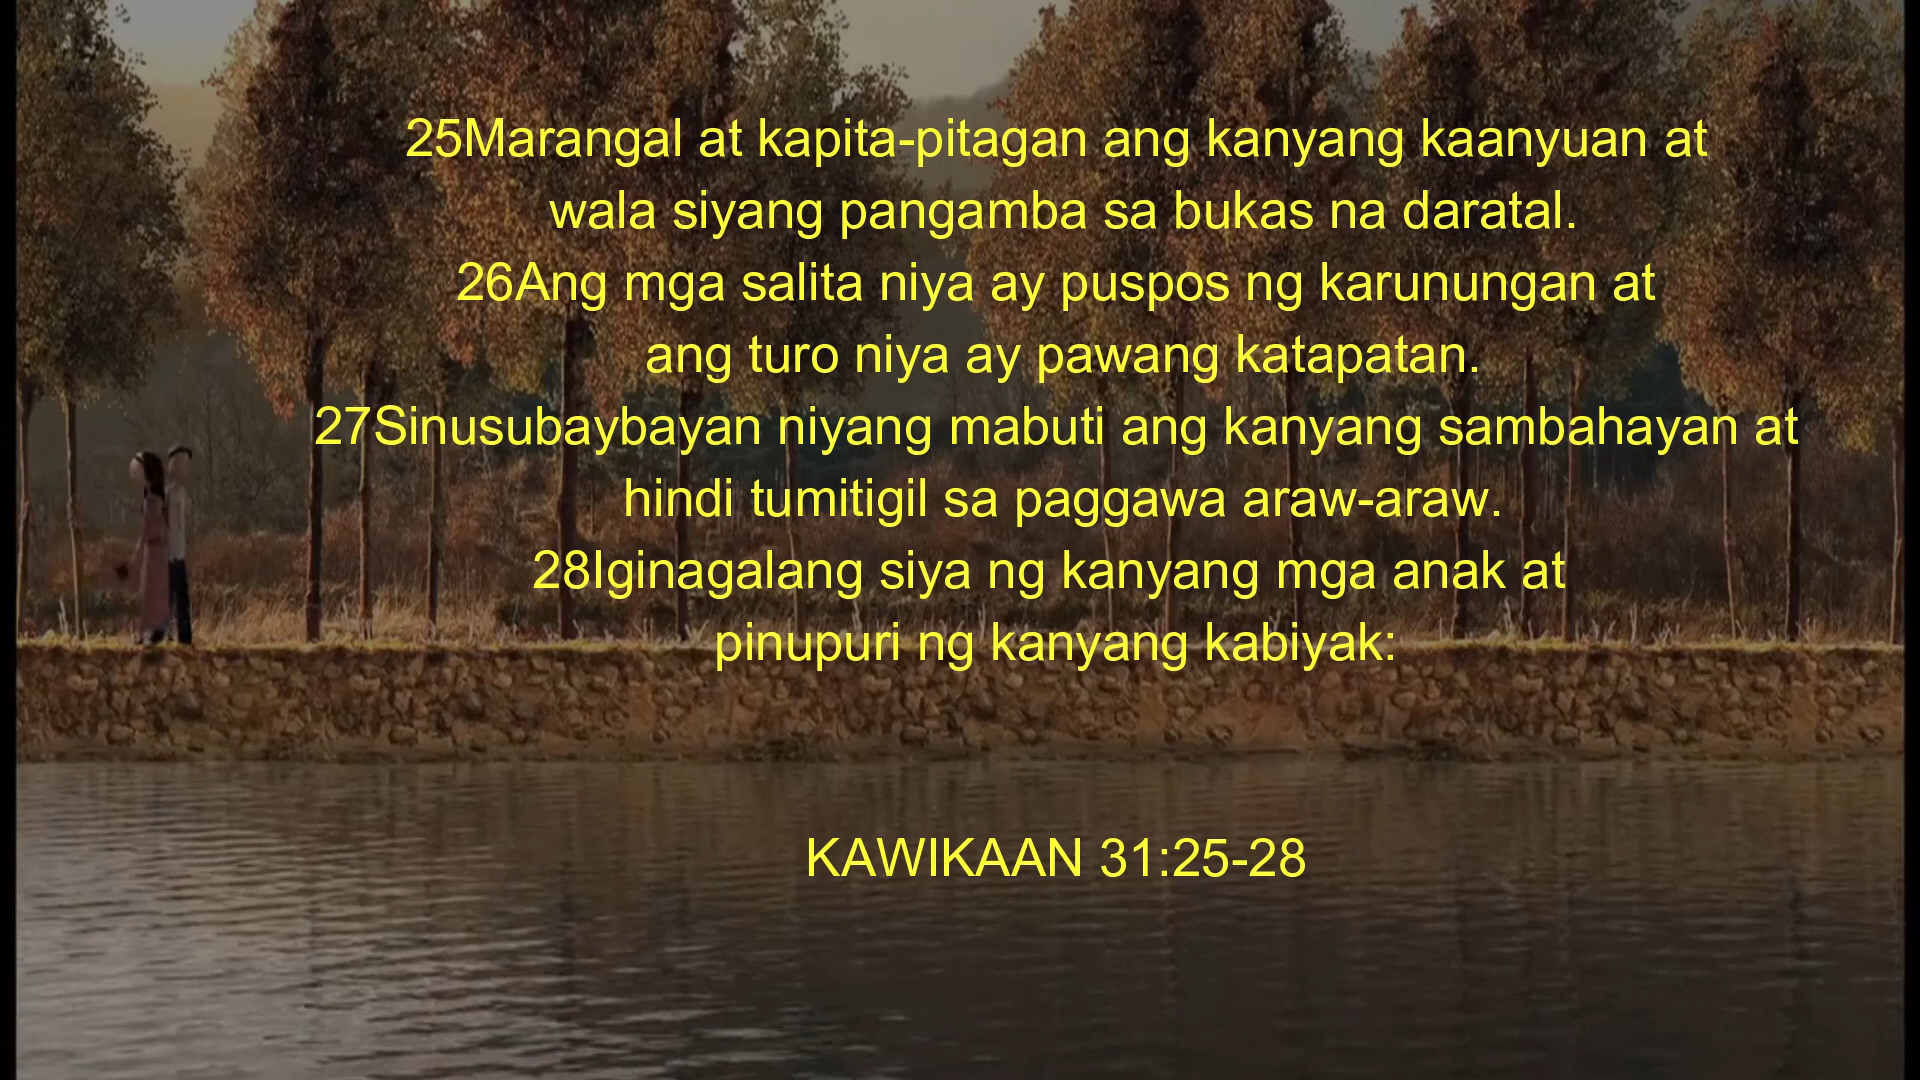 25Marangal at kapita-pitagan ang kanyang kaanyuan at
wala siyang pangamba sa bukas na daratal.
26Ang mga salita niya ay puspos ng karunungan at
ang turo niya ay pawang katapatan.
27Sinusubaybayan niyang mabuti ang kanyang sambahayan at
hindi tumitigil sa paggawa araw-araw.
28Iginagalang siya ng kanyang mga anak at
pinupuri ng kanyang kabiyak:
KAWIKAAN 31:25-28